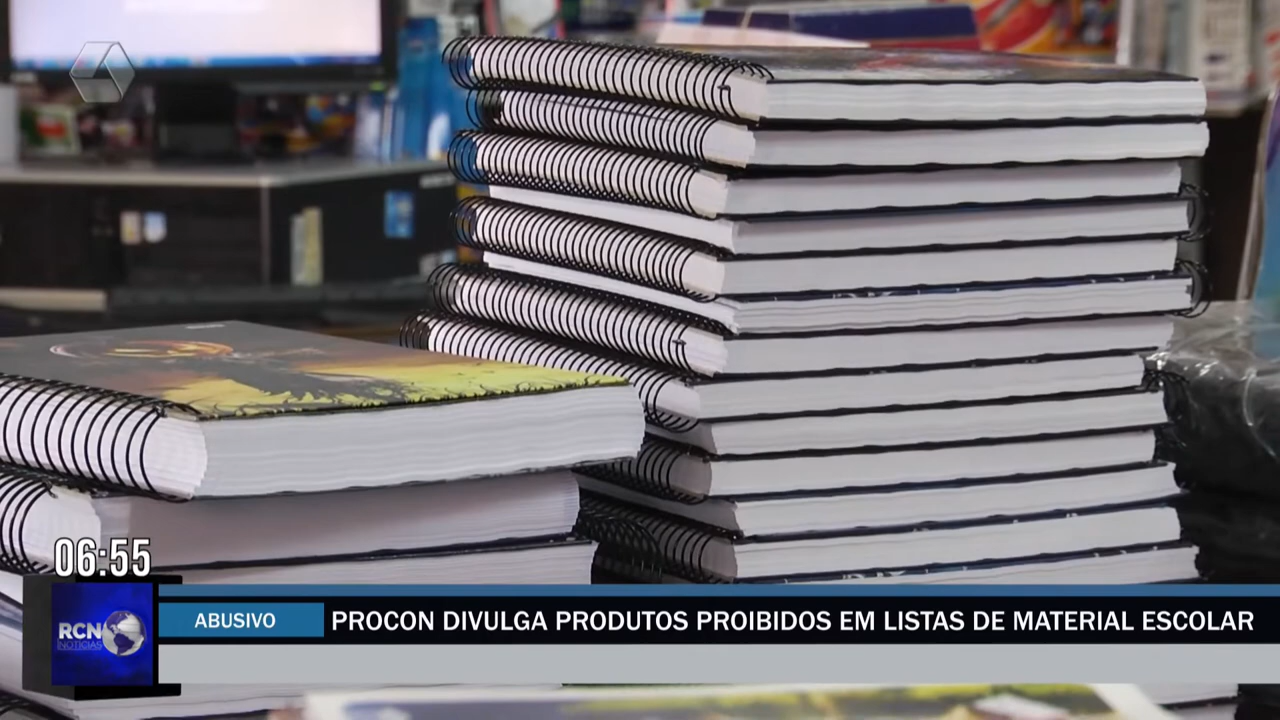 06:55
RCN
NOTÍCIAS
ABUSIVO
PROCON DIVULGA PRODUTOS PROIBIDOS EM LISTAS DE MATERIAL ESCOLAR